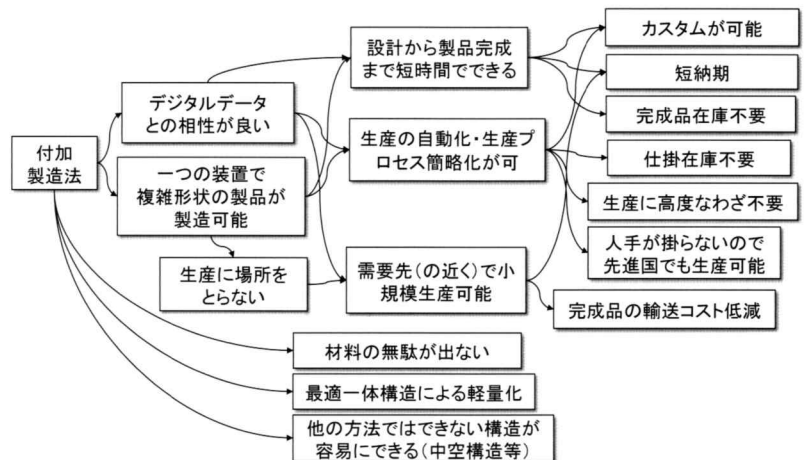 付加
製造法
デジタルデータ
との相性が良い
一つの装置で
複雑形状の製品が
製造可能
生産に場所を
とらない
設計から製品完成
まで短時間でできる
生産の自動化・生産プ
ロセス簡略化が可
需要先(の近く)で小
規模生産可能
カスタムが可能
短納期
完成品在庫不要
仕掛在庫不要
生産に高度なわざ不要
人手が掛らないので
先進国でも生産可能
完成品の輸送コスト低減
材料の無駄が出ない
最適一体構造による軽量化
他の方法ではできない構造が
容易にできる(中空構造等)